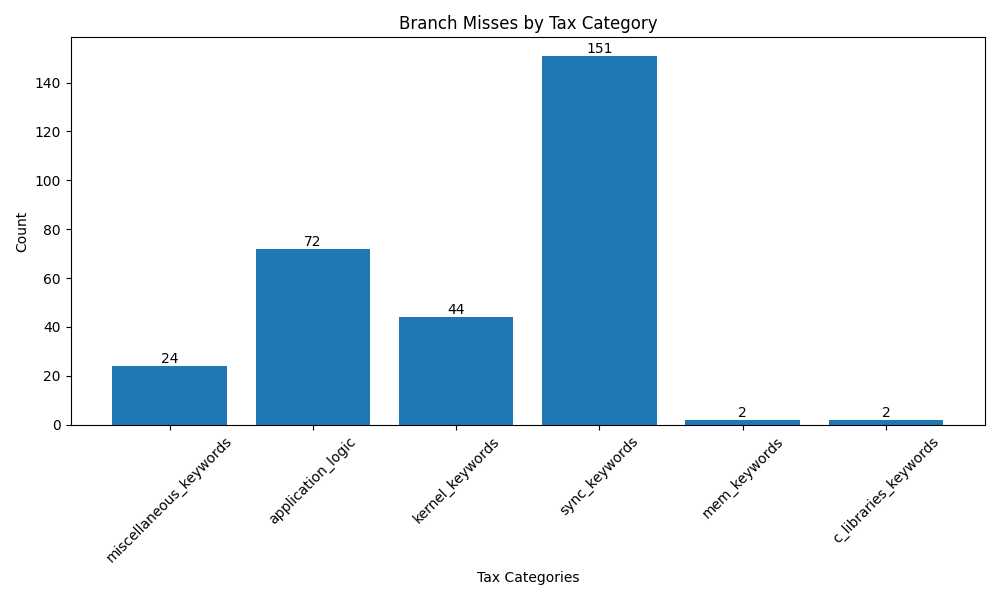 Branch Misses by Tax Category
Count
140
120
100
80
60
40
20
0
24
72
44
151
2
2
miscellaneous_keywords
application_logic
kernel_keywords
sync_keywords
mem_keywords
c_libraries_keywords
Tax Categories